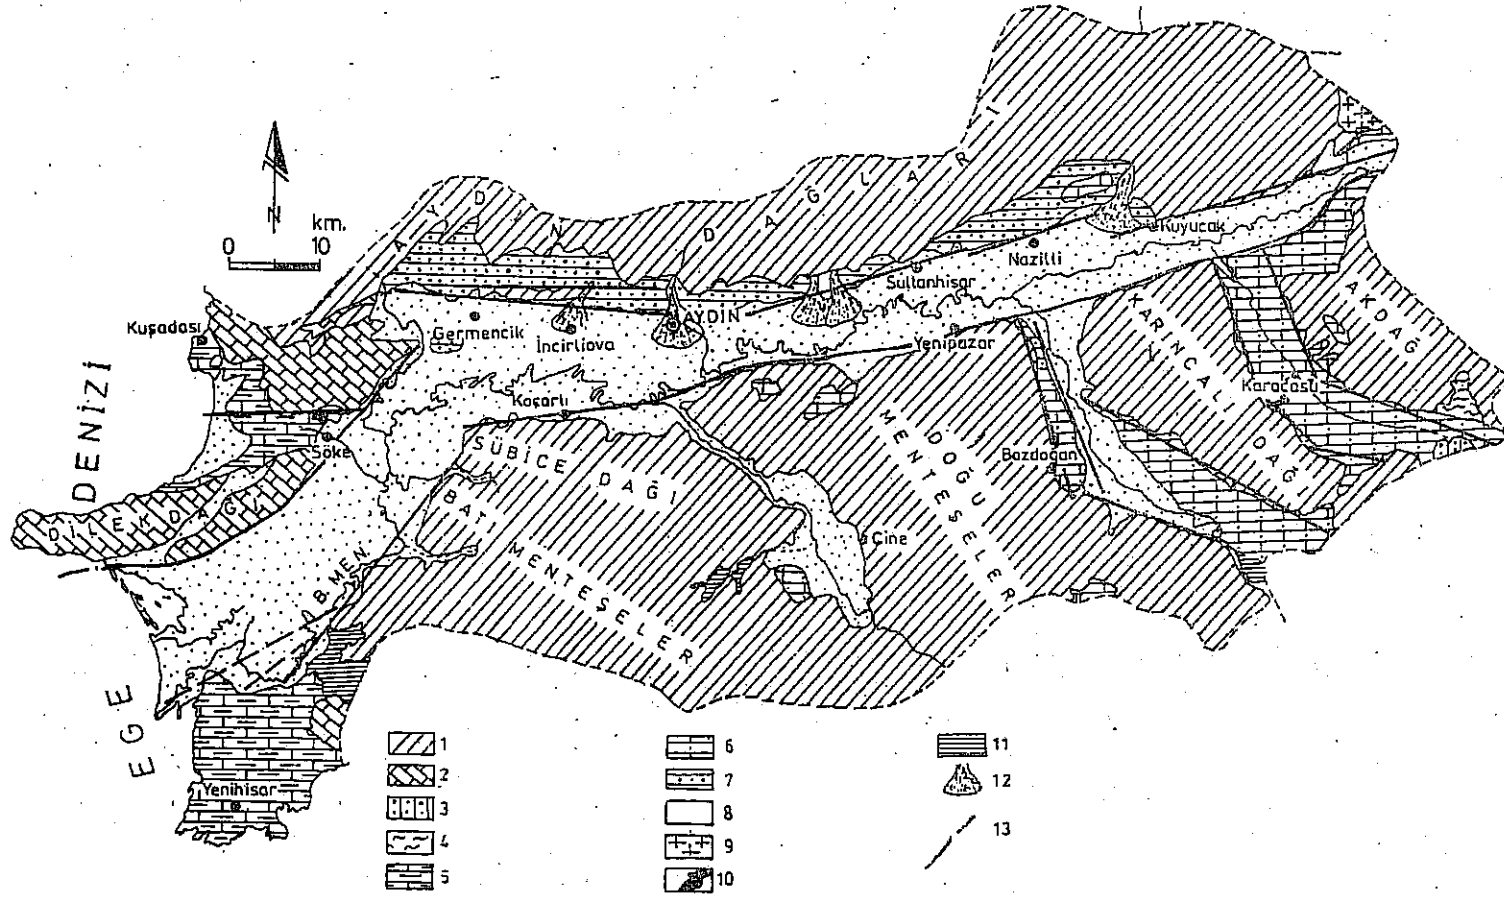 N
km.
0 10
AYDIN DAĞLARI
Kuyucak
Nazilli
Sultanhisar
Kuşadası
Germencik
İncirliova
AYDIN
Yenipazar
Koçarlı
KARINCALI DAĞ
AKDAĞ
Karacasu
Söke
SÜBİCE DAĞI
DOĞU MENTEŞELER
Bozdoğan
DENİZİ
DİLEK DAĞI
BATI MENTEŞELER
Çine
B. MEN.
EGE
Yenihisar
1
2
3
4
5
6
7
8
9
10
11
12
13